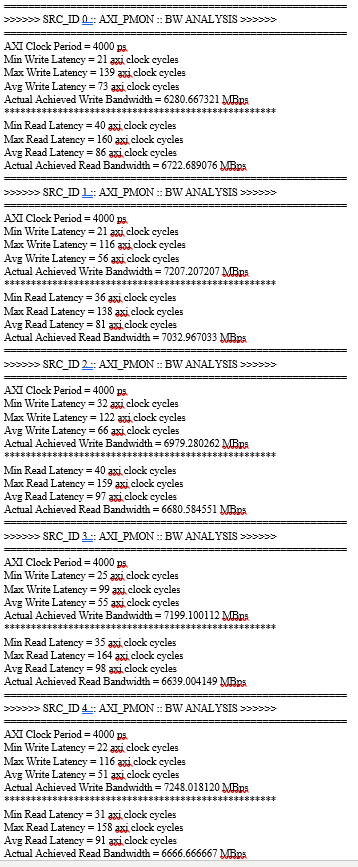 >>>>>> SRC_ID 0 :: AXI_PMON :: BW ANALYSIS >>>>>>
AXI Clock Period = 4000 ps
Min Write Latency = 21 axi clock cycles
Max Write Latency = 139 axi clock cycles
Avg Write Latency = 73 axi clock cycles
Actual Achieved Write Bandwidth = 6280.667321 MBps
**************************************************
Min Read Latency = 40 axi clock cycles
Max Read Latency = 160 axi clock cycles
Avg Read Latency = 86 axi clock cycles
Actual Achieved Read Bandwidth = 6722.689076 MBps
>>>>>> SRC_ID 1 :: AXI_PMON :: BW ANALYSIS >>>>>>
AXI Clock Period = 4000 ps
Min Write Latency = 21 axi clock cycles
Max Write Latency = 116 axi clock cycles
Avg Write Latency = 56 axi clock cycles
Actual Achieved Write Bandwidth = 7207.207207 MBps
**************************************************
Min Read Latency = 36 axi clock cycles
Max Read Latency = 138 axi clock cycles
Avg Read Latency = 81 axi clock cycles
Actual Achieved Read Bandwidth = 7032.967033 MBps
>>>>>> SRC_ID 2 :: AXI_PMON :: BW ANALYSIS >>>>>>
AXI Clock Period = 4000 ps
Min Write Latency = 32 axi clock cycles
Max Write Latency = 122 axi clock cycles
Avg Write Latency = 66 axi clock cycles
Actual Achieved Write Bandwidth = 6979.280262 MBps
**************************************************
Min Read Latency = 40 axi clock cycles
Max Read Latency = 159 axi clock cycles
Avg Read Latency = 97 axi clock cycles
Actual Achieved Read Bandwidth = 6680.584551 MBps
>>>>>> SRC_ID 3 :: AXI_PMON :: BW ANALYSIS >>>>>>
AXI Clock Period = 4000 ps
Min Write Latency = 25 axi clock cycles
Max Write Latency = 99 axi clock cycles
Avg Write Latency = 55 axi clock cycles
Actual Achieved Write Bandwidth = 7199.100112 MBps
**************************************************
Min Read Latency = 35 axi clock cycles
Max Read Latency = 164 axi clock cycles
Avg Read Latency = 98 axi clock cycles
Actual Achieved Read Bandwidth = 6639.004149 MBps
>>>>>> SRC_ID 4 :: AXI_PMON :: BW ANALYSIS >>>>>>
AXI Clock Period = 4000 ps
Min Write Latency = 22 axi clock cycles
Max Write Latency = 116 axi clock cycles
Avg Write Latency = 51 axi clock cycles
Actual Achieved Write Bandwidth = 7248.018120 MBps
**************************************************
Min Read Latency = 31 axi clock cycles
Max Read Latency = 158 axi clock cycles
Avg Read Latency = 91 axi clock cycles
Actual Achieved Read Bandwidth = 6666.666667 MBps